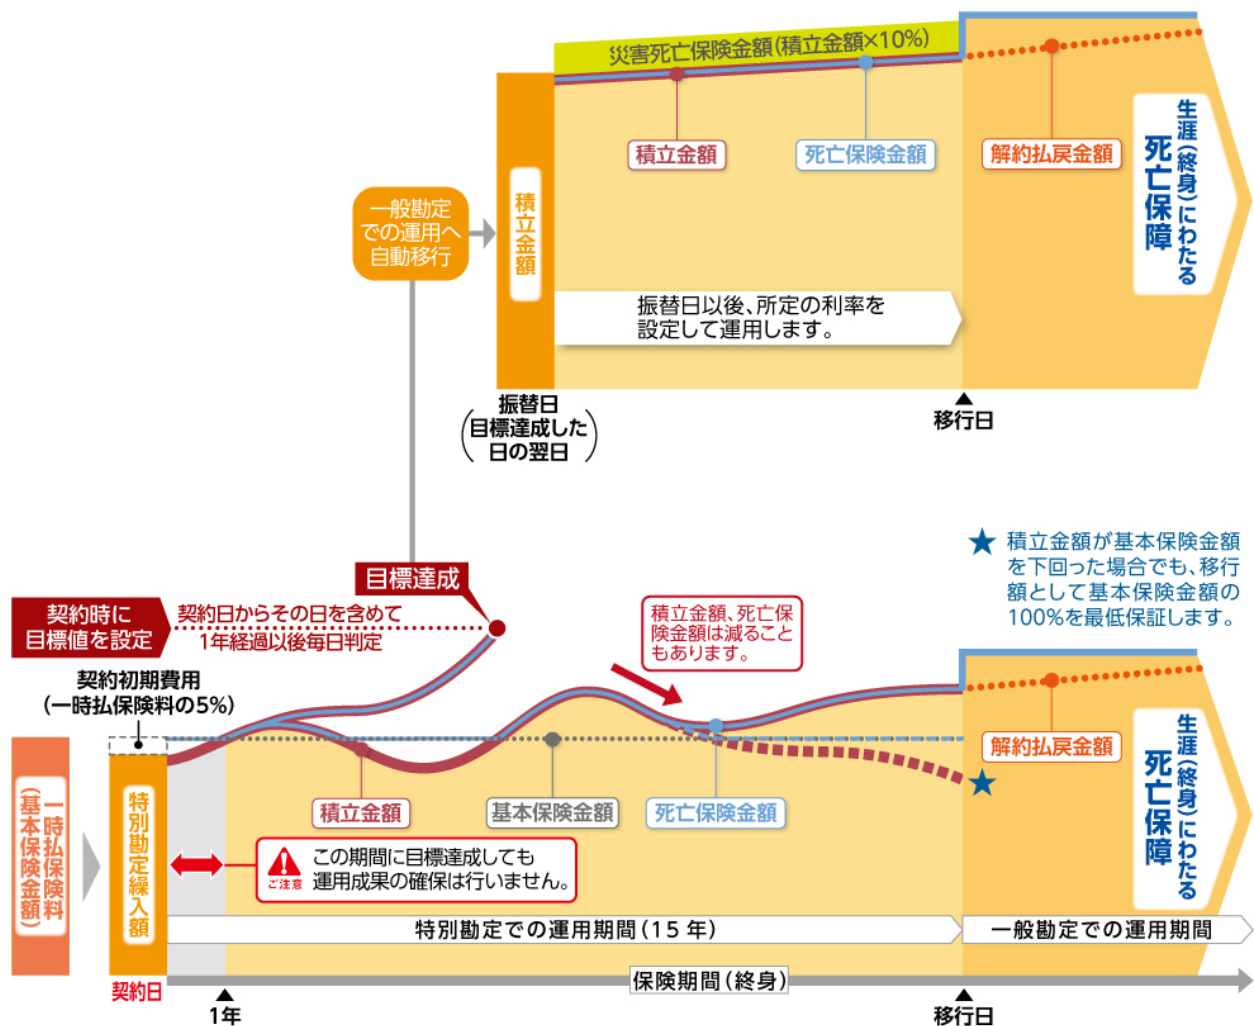 災害死亡保険金額(積立金額×10%)
積立金額
死亡保険金額
解約払戻金額
生涯(終身)にわたる
死亡保障
一般勘定
での運用へ
自動移行
積立金額
振替日以後、所定の利率を
設定して運用します。
振替日
(目標達成した
日の翌日)
移行日
★ 積立金額が基本保険金額
を下回った場合でも、移行
額として基本保険金額の
100%を最低保証します。
目標達成
契約時に
目標値を設定
契約日からその日を含めて
1年経過以後毎日判定
積立金額、死亡保
険金額は減ること
もあります。
契約初期費用
(一時払保険料の5%)
一時払保険料
(基本保険金額)
特別勘定繰入額
積立金額
基本保険金額
死亡保険金額
解約払戻金額
生涯(終身)にわたる
死亡保障
ご注意
この期間に目標達成しても
運用成果の確保は行いません。
特別勘定での運用期間(15年)
一般勘定での運用期間
保険期間(終身)
契約日
1年
移行日